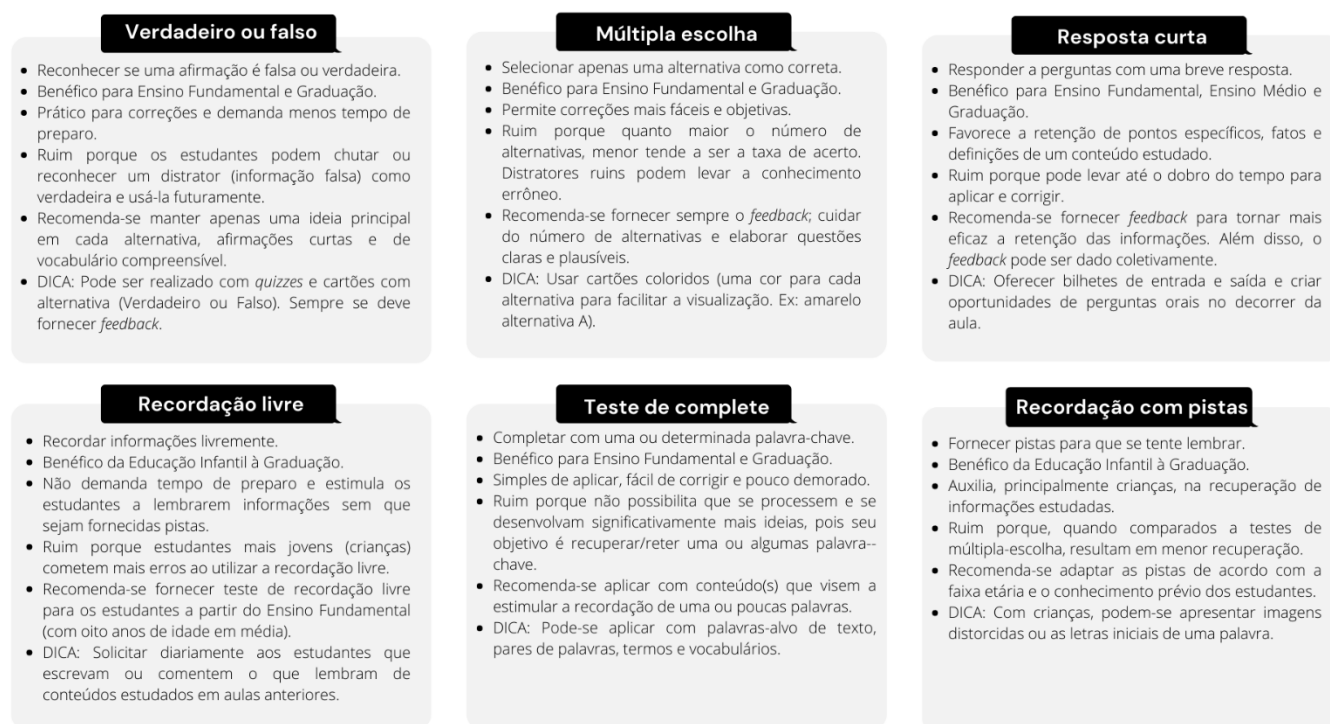 Verdadeiro ou falso
• Reconhecer se uma afirmação é falsa ou verdadeira.
• Benéfico para Ensino Fundamental e Graduação.
• Prático para correções e demanda menos tempo de
preparo.
• Ruim porque os estudantes podem chutar ou
reconhecer um distrator (informação falsa) como
verdadeira e usá-la futuramente.
• Recomenda-se manter apenas uma ideia principal
em cada alternativa, afirmações curtas e de
vocabulário compreensível.
• DICA: Pode ser realizado com quizzes e cartões com
alternativa (Verdadeiro ou Falso). Sempre se deve
fornecer feedback.
Múltipla escolha
• Selecionar apenas uma alternativa como correta.
• Benéfico para Ensino Fundamental e Graduação.
• Permite correções mais fáceis e objetivas.
• Ruim porque quanto maior o número de
alternativas, menor tende a ser a taxa de acerto.
Distratores ruins podem levar a conhecimento
errôneo.
• Recomenda-se fornecer sempre o feedback; cuidar
do número de alternativas e elaborar questões
claras e plausíveis.
• DICA: Usar cartões coloridos (uma cor para cada
alternativa para facilitar a visualização. Ex: amarelo
alternativa A).
Resposta curta
• Responder a perguntas com uma breve resposta.
• Benéfico para Ensino Fundamental, Ensino Médio e
Graduação.
• Favorece a retenção de pontos específicos, fatos e
definições de um conteúdo estudado.
• Ruim porque pode levar até o dobro do tempo para
aplicar e corrigir.
• Recomenda-se fornecer feedback para tornar mais
eficaz a retenção das informações. Além disso, o
feedback pode ser dado coletivamente.
• DICA: Oferecer bilhetes de entrada e saída e criar
oportunidades de perguntas orais no decorrer da
aula.
Recordação livre
• Recordar informações livremente.
• Benéfico da Educação Infantil à Graduação.
• Não demanda tempo de preparo e estimula os
estudantes a lembrarem informações sem que
sejam fornecidas pistas.
• Ruim porque estudantes mais jovens (crianças)
cometem mais erros ao utilizar a recordação livre.
• Recomenda-se fornecer teste de recordação livre
para os estudantes a partir do Ensino Fundamental
(com oito anos de idade em média).
• DICA: Solicitar diariamente aos estudantes que
escrevam ou comentem o que lembram de
conteúdos estudados em aulas anteriores.
Teste de complete
• Completar com uma ou determinada palavra-chave.
• Benéfico para Ensino Fundamental e Graduação.
• Simples de aplicar, fácil de corrigir e pouco demorado.
• Ruim porque não possibilita que se processem e se
desenvolvam significativamente mais ideias, pois seu
objetivo é recuperar/reter uma ou algumas palavra--
chave.
• Recomenda-se aplicar com conteúdo(s) que visem a
estimular a recordação de uma ou poucas palavras.
• DICA: Pode-se aplicar com palavras-alvo de texto,
pares de palavras, termos e vocabulários.
Recordação com pistas
• Fornecer pistas para que se tente lembrar.
• Benéfico da Educação Infantil à Graduação.
• Auxilia, principalmente crianças, na recuperação de
informações estudadas.
• Ruim porque, quando comparados a testes de
múltipla-escolha, resultam em menor recuperação.
• Recomenda-se adaptar as pistas de acordo com a
faixa etária e o conhecimento prévio dos estudantes.
• DICA: Com crianças, podem-se apresentar imagens
distorcidas ou as letras iniciais de uma palavra.